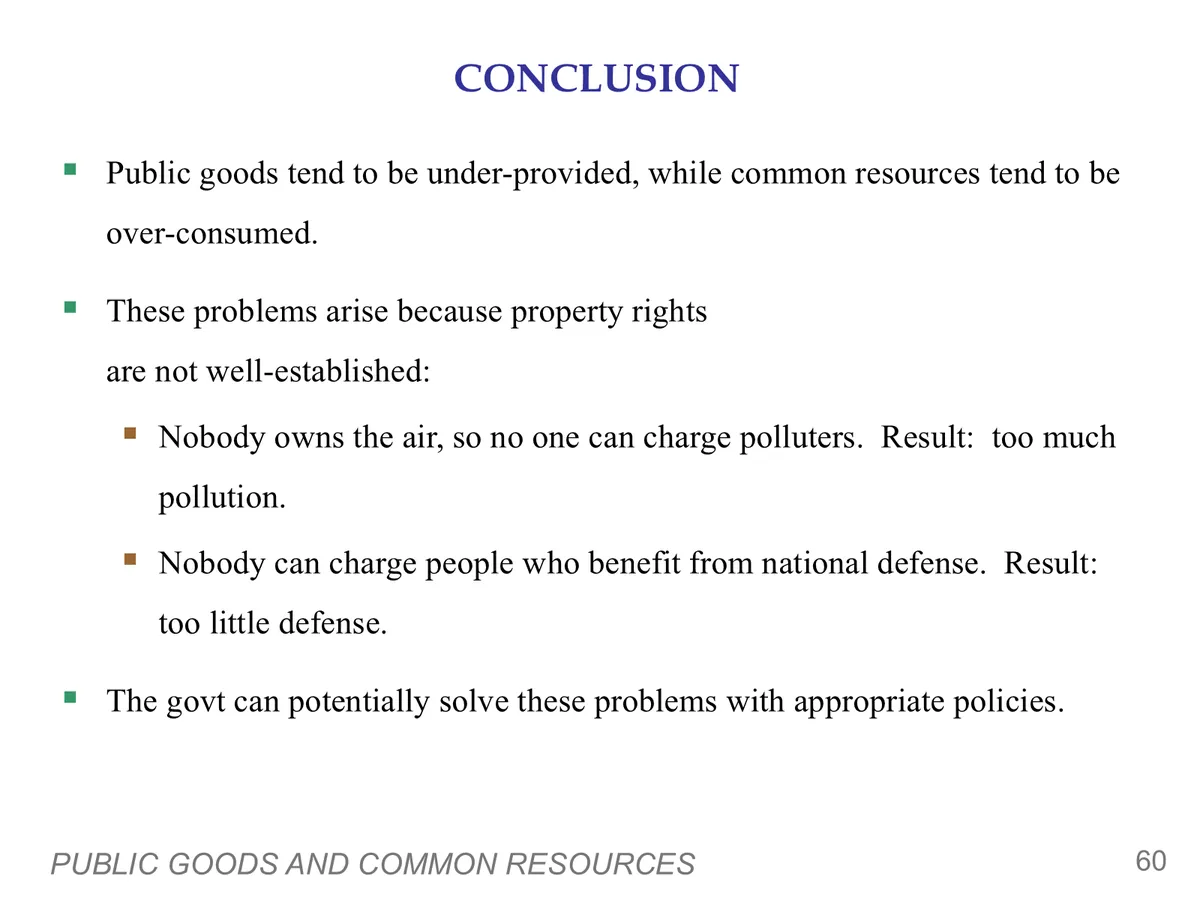 CONCLUSION
Public goods tend to be under-provided, while common resources tend to be
over-consumed.
These problems arise because property rights
are not well-established:
Nobody owns the air, so no one can charge polluters.  Result:  too much
pollution.
Nobody can charge people who benefit from national defense.  Result:
too little defense.
The govt can potentially solve these problems with appropriate policies.
PUBLIC GOODS AND COMMON RESOURCES
60